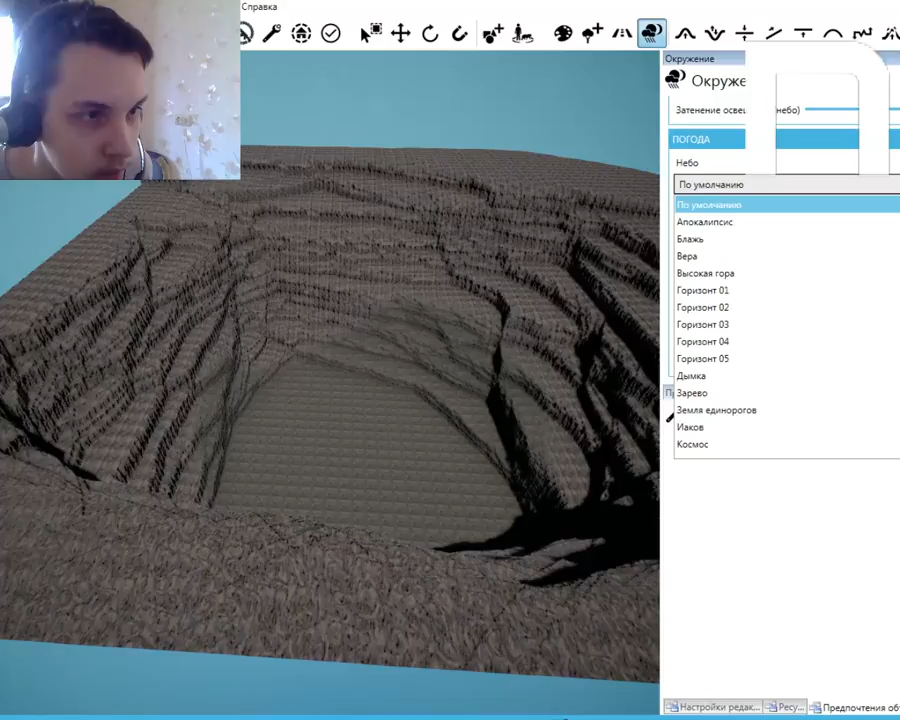 Справка
Окружение
Окруже
Затенение освещ
небо)
ПОГОДА
Небо
По умолчанию
По умолчанию
Апокалипсис
Блажь
Вера
Высокая гора
Горизонт 01
Горизонт 02
Горизонт 03
Горизонт 04
Горизонт 05
Дымка
Зарево
Земля единорогов
Иаков
Космос
Настройки редак...
Ресу...
Предпочтения об